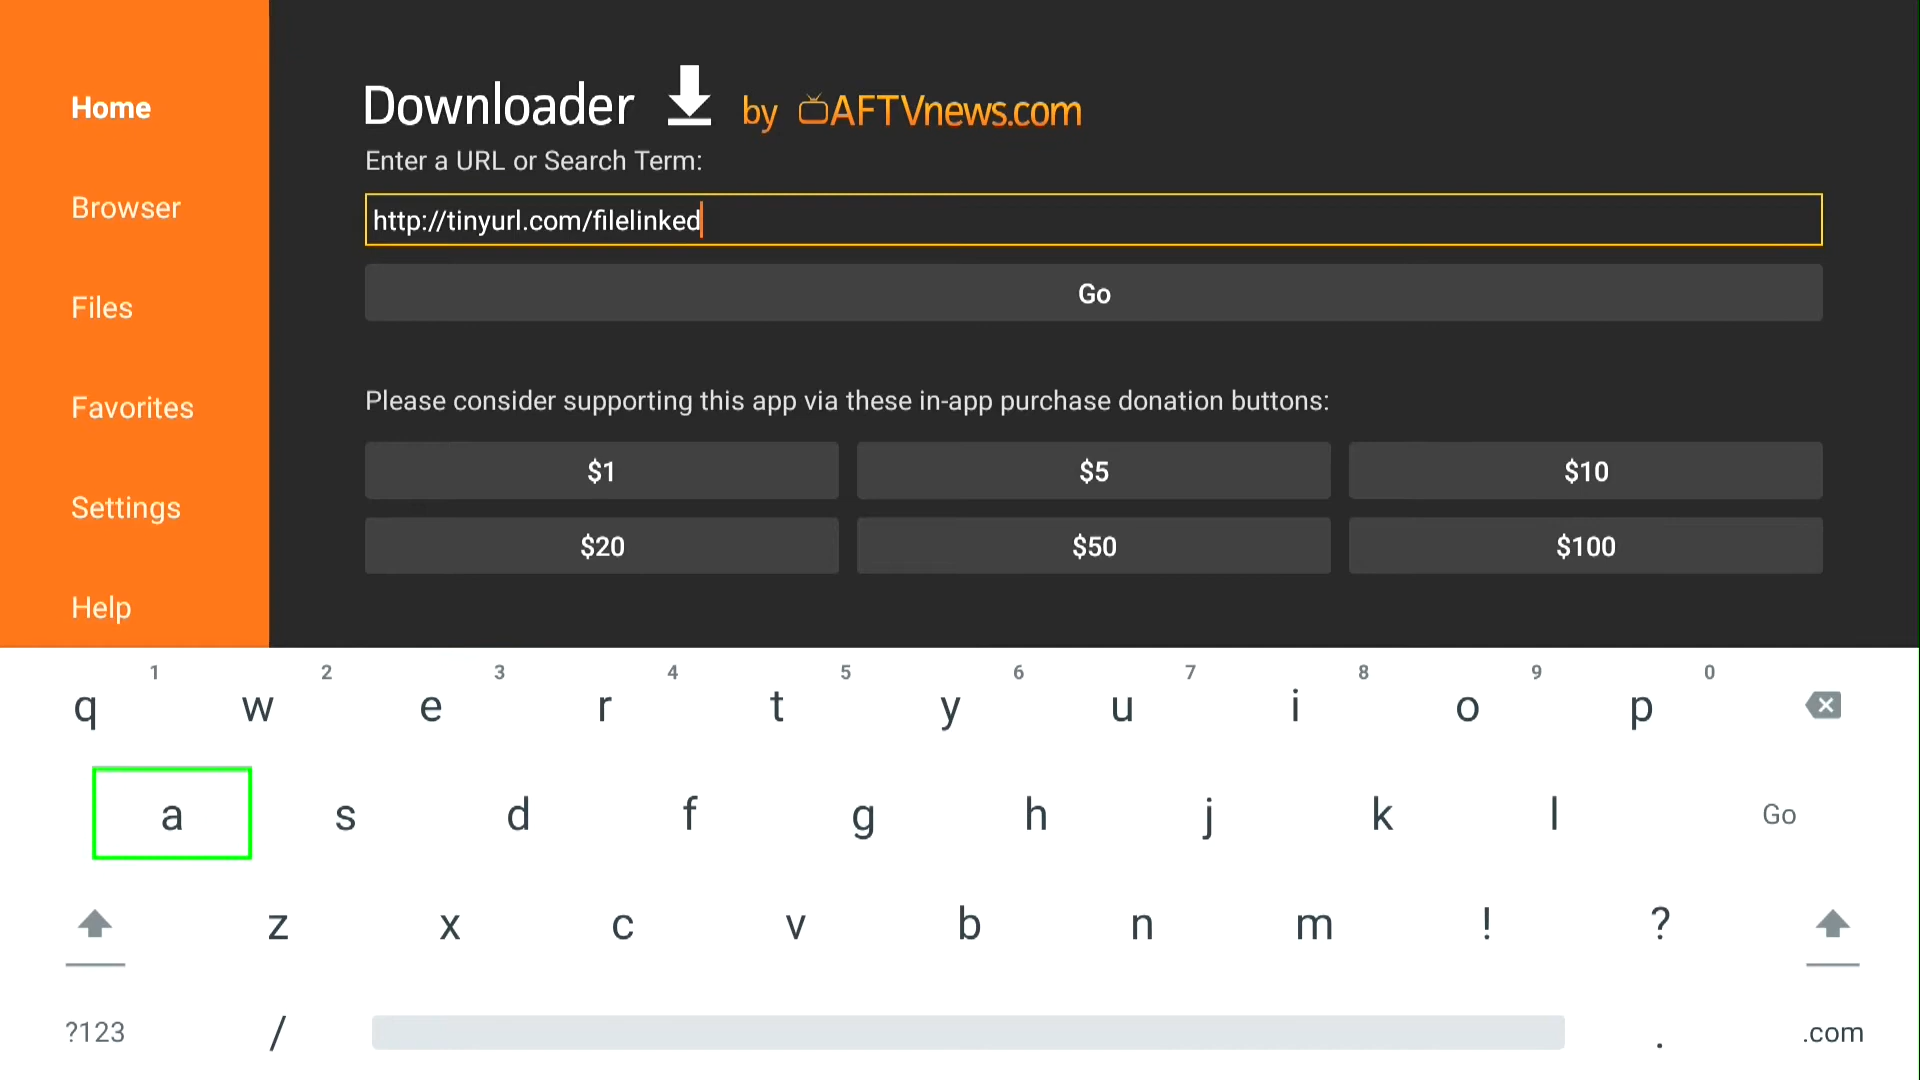 Home
Browser
Files
Favorites
Settings
Help
Downloader by AFTVnews.com
Enter a URL or Search Term:
http://tinyurl.com/filelinked
Go
Please consider supporting this app via these in-app purchase donation buttons:
$1 $5 $10
$20 $50 $100
1 2 3 4 5 6 7 8 9 0
q w e r t y u i o p
a s d f g h j k l Go
z x c v b n m ! ?
?123 / . .com